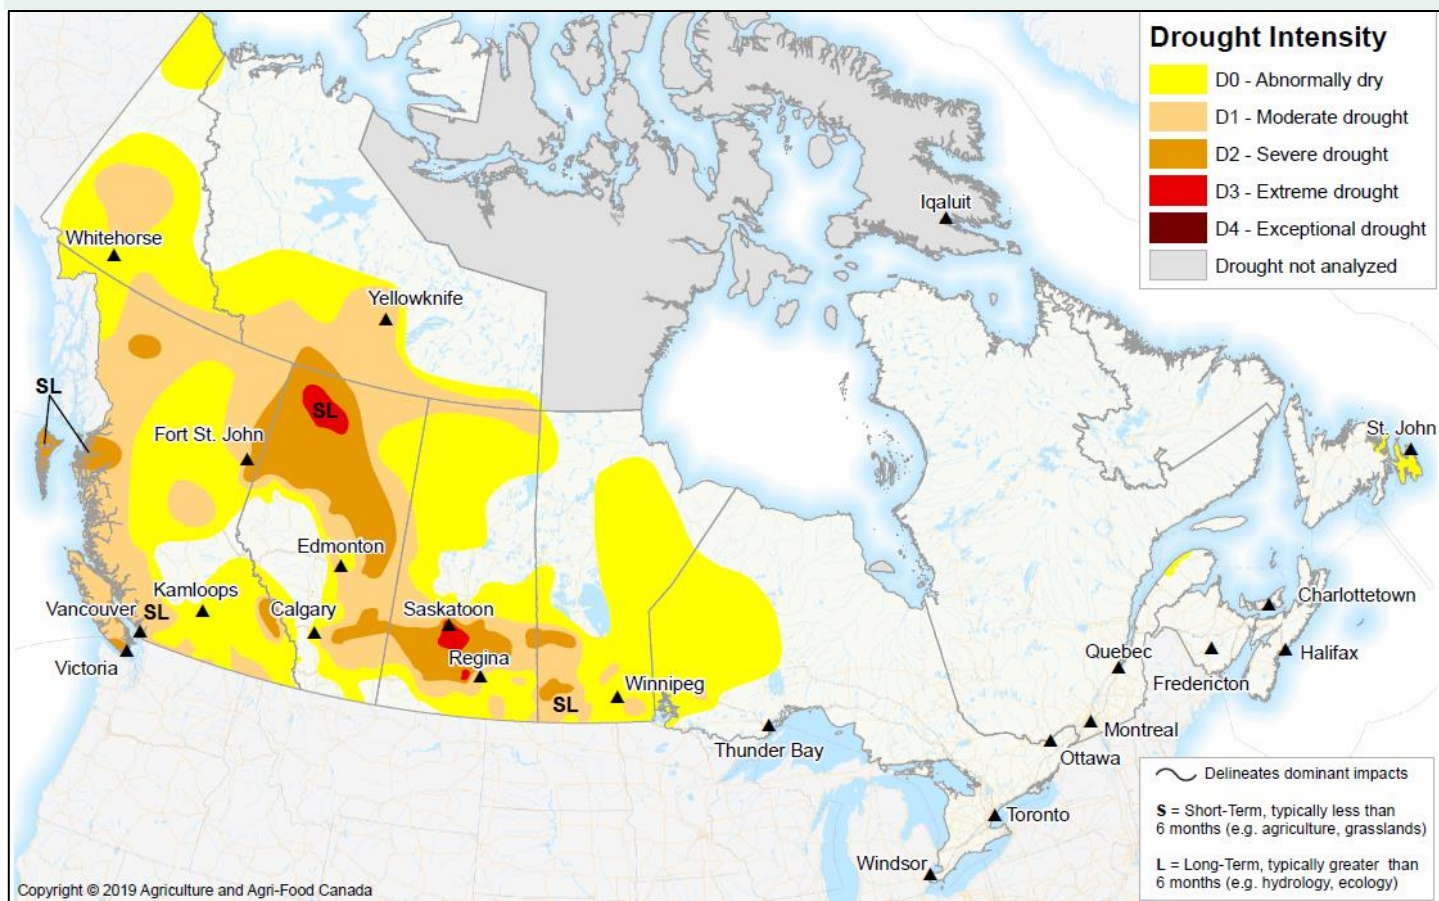 Drought Intensity
D0 - Abnormally dry
D1 - Moderate drought
D2 - Severe drought
D3 - Extreme drought
D4 - Exceptional drought
Drought not analyzed
Iqaluit
Whitehorse
Yellowknife
SL
SL
Fort St. John
St. John
Edmonton
Kamloops
Vancouver
SL
Calgary
Saskatoon
Charlottetown
Victoria
Regina
Quebec
Halifax
Fredericton
Winnipeg
SL
Montreal
Thunder Bay
Ottawa
Toronto
Windsor
Delineates dominant impacts
S = Short-Term, typically less than
6 months (e.g. agriculture, grasslands)
L = Long-Term, typically greater than
6 months (e.g. hydrology, ecology)
Copyright © 2019 Agriculture and Agri-Food Canada